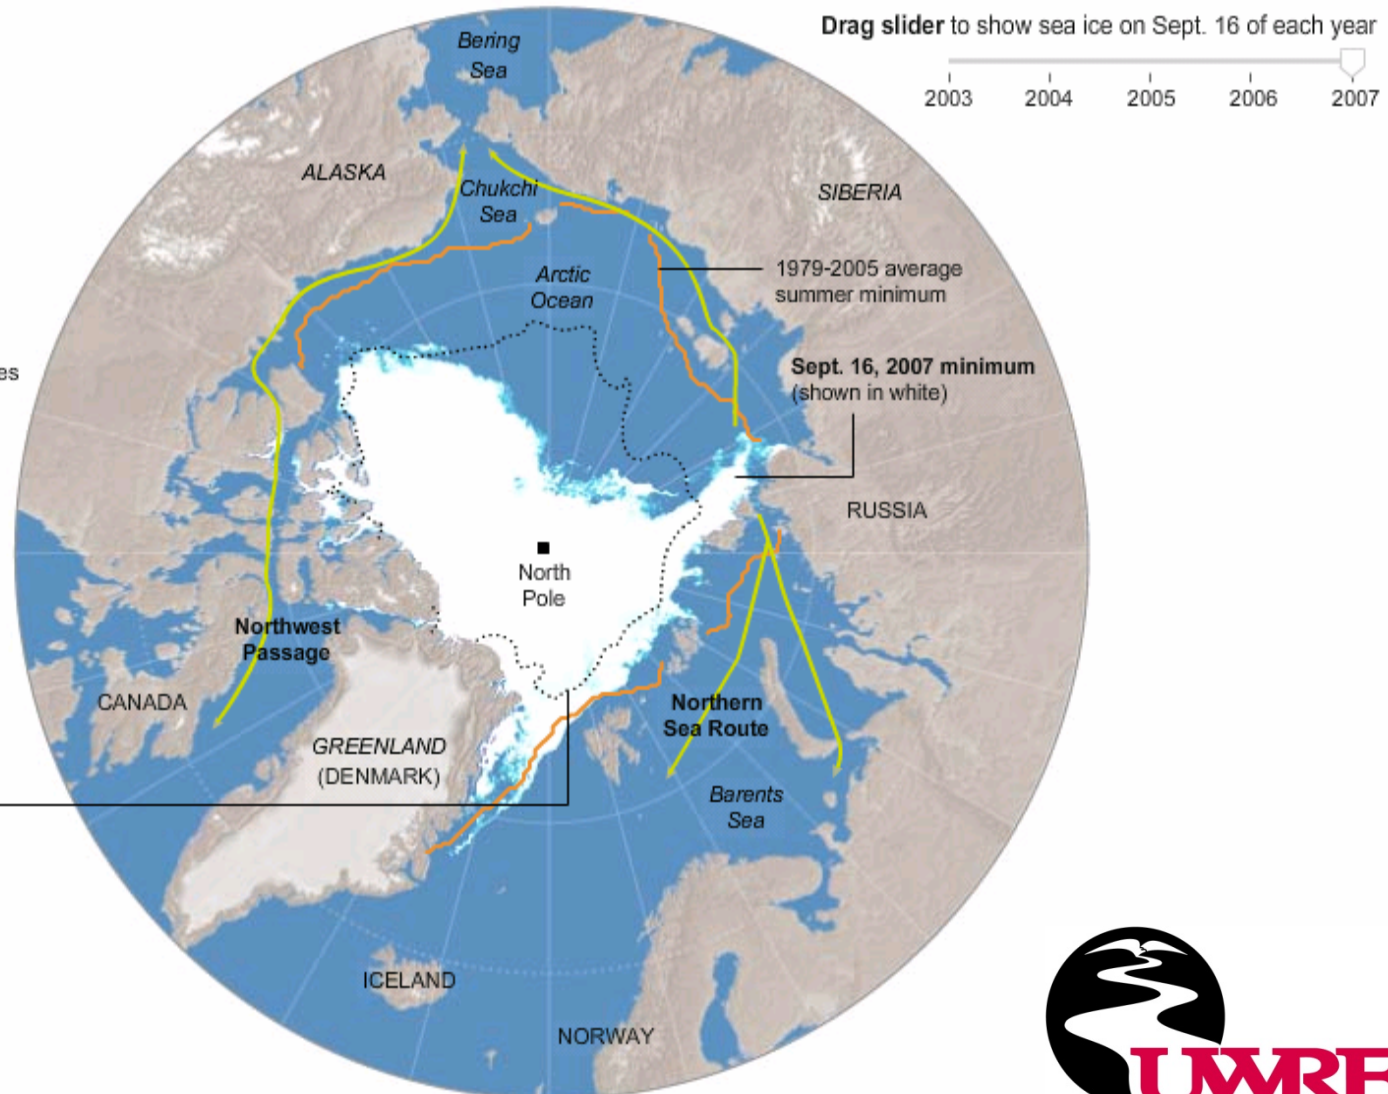 Drag slider to show sea ice on Sept. 16 of each year
2003 2004 2005 2006 2007
Bering
Sea
ALASKA
Chukchi
Sea
SIBERIA
Arctic
Ocean
1979-2005 average
summer minimum
Sept. 16, 2007 minimum
(shown in white)
es
RUSSIA
North
Pole
Northwest
Passage
CANADA
Northern
Sea Route
GREENLAND
(DENMARK)
Barents
Sea
ICELAND
NORWAY
UWRF